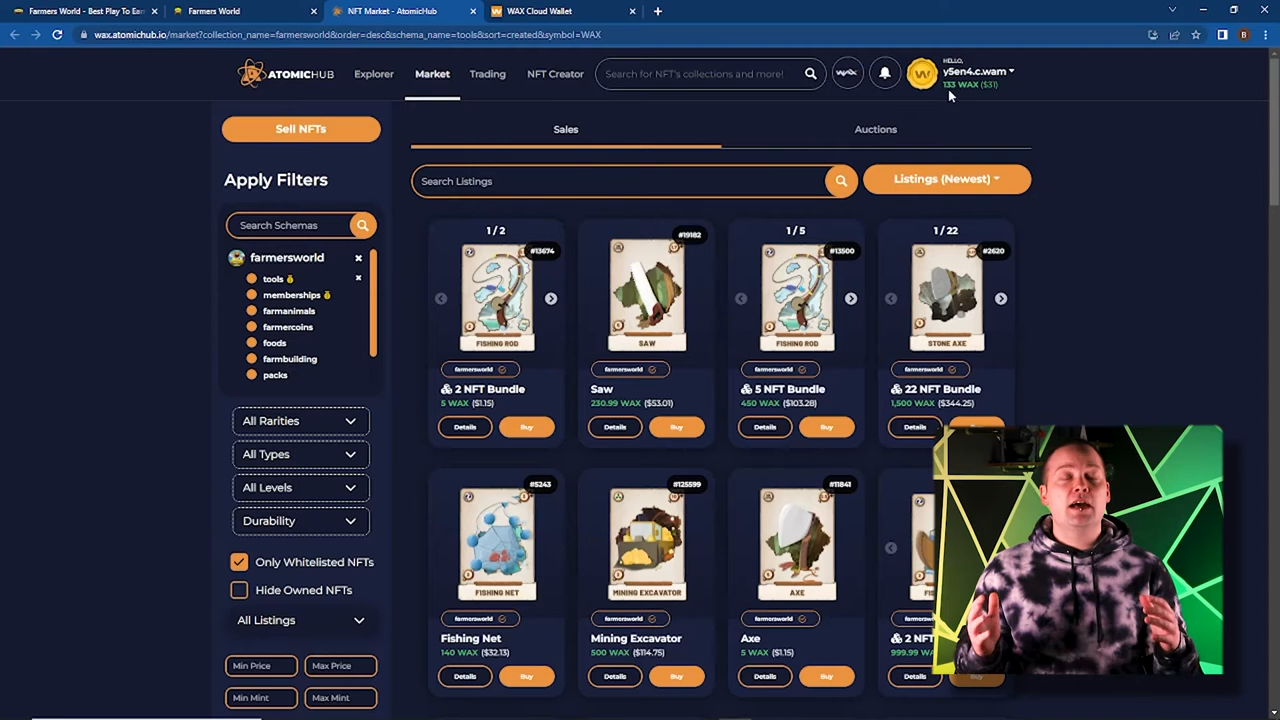 Farmers World - Best Play To Ear
Farmers World
NFT Market - AtomicHub
WAX Cloud Wallet
wax.atomichub.io/market?collection_name=farmersworld&order=desc&schema_name=tools&sort=created&symbol=WAX
B
ATOMICHUB
Explorer
Market
Trading
NFT Creator
Search for NFT's collections and more!
HELLO,
y5en4.c.wam
133 WAX ($31)
Sell NFTs
Sales
Auctions
Apply Filters
Search Listings
Listings (Newest)
Search Schemas
farmersworld
tools
memberships
farmanimals
farmercoins
foods
farmbuilding
packs
All Rarities
All Types
All Levels
Durability
Only Whitelisted NFTs
Hide Owned NFTs
All Listings
Min Price
Max Price
Min Mint
Max Mint
1 / 2
#13674
FISHING ROD
farmersworld
2 NFT Bundle
5 WAX ($1.15)
Details
Buy
#19182
SAW
farmersworld
Saw
230.99 WAX ($53.01)
Details
Buy
1 / 5
#13500
FISHING ROD
farmersworld
5 NFT Bundle
450 WAX ($103.28)
Details
Buy
1 / 22
#2620
STONE AXE
farmersworld
22 NFT Bundle
1,500 WAX ($344.25)
Details
#5243
FISHING NET
farmersworld
Fishing Net
140 WAX ($32.13)
Details
Buy
#125599
MINING EXCAVATOR
farmersworld
Mining Excavator
500 WAX ($114.75)
Details
Buy
#11841
AXE
farmersworld
Axe
5 WAX ($1.15)
Details
Buy
2 NF
999.99 W
Details